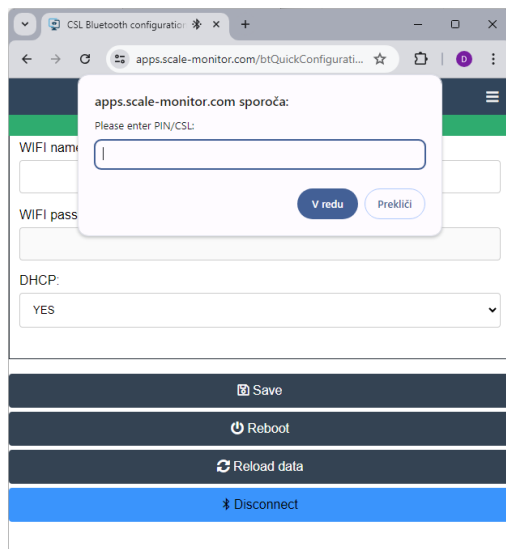 CSL Bluetooth configuration
apps.scale-monitor.com/btQuickConfigurati...
D
apps.scale-monitor.com sporoča:
Please enter PIN/CSL:
V redu
Prekliči
WIFI name
WIFI pass
DHCP:
YES
Save
Reboot
Reload data
Disconnect